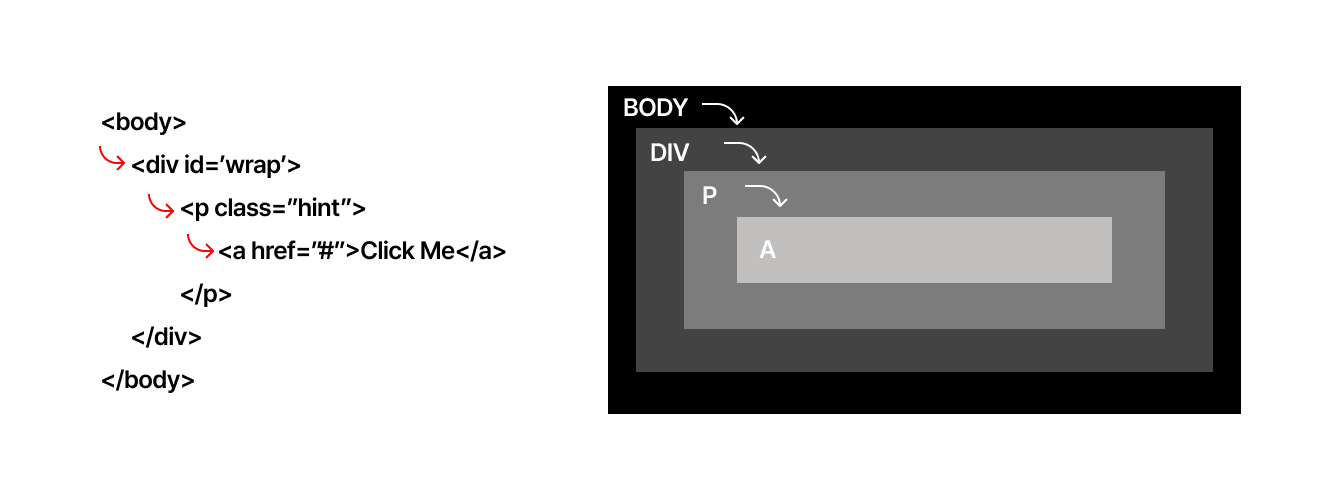 <body>
<div id=’wrap’>
<p class=”hint”>
<a href=”#”>Click Me</a>
</p>
</div>
</body>
BODY
DIV
P
A